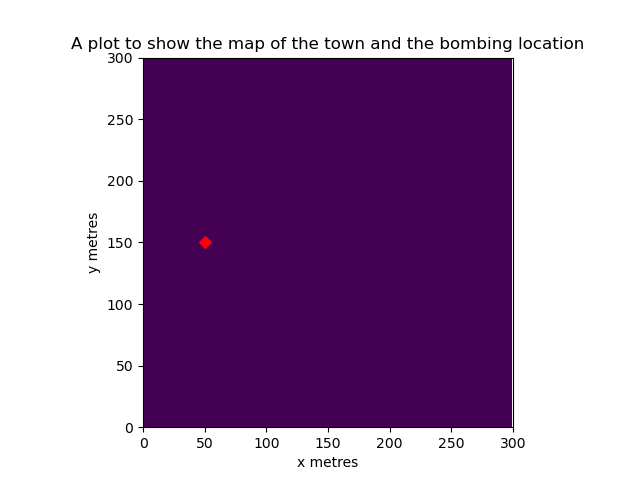 A plot to show the map of the town and the bombing location
300
250
200
150
100
50
0
y metres
0 50 100 150 200 250 300
x metres